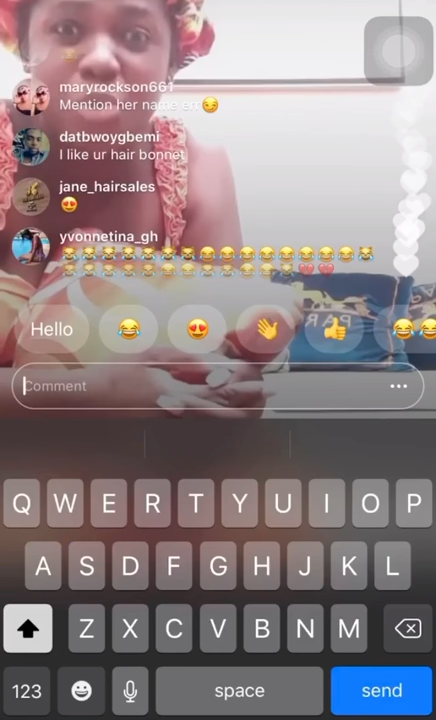 maryrockson661
Mention her name err😏
datbwoygbemi
I like ur hair bonnet
jane_hairsales
😍
yvonnetina_gh
Hello
Comment
Q W E R T Y U I O P
A S D F G H J K L
Z X C V B N M
123 space send